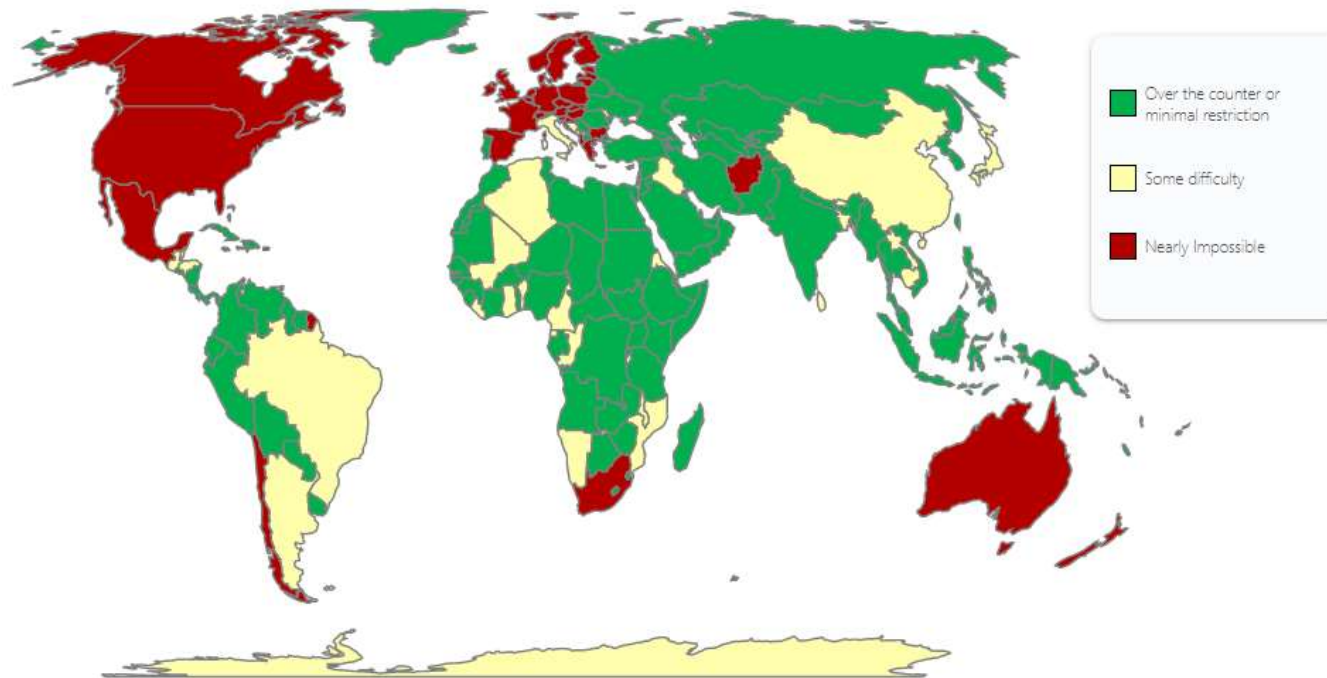 Over the counter or
minimal restriction
Some difficulty
Nearly Impossible